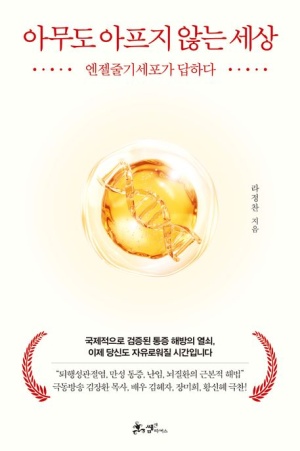 아무도 아프지 않는 세상
엔젤줄기세포가 답하다
라정찬 지음
국제적으로 검증된 통증 해방의 열쇠,
이제 당신도 자유로워질 시간입니다
“퇴행성관절염, 만성 통증, 난임, 뇌질환의 근본적 해법”
극동방송 김장환 목사, 배우 김혜자, 장미희, 황신혜 극찬!